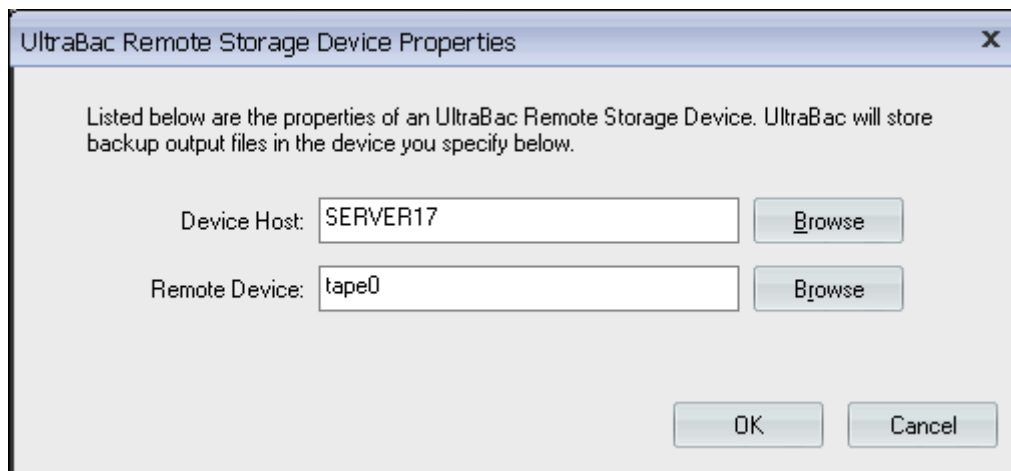 UltraBac Remote Storage Device Properties
x
Listed below are the properties of an UltraBac Remote Storage Device. UltraBac will store
backup output files in the device you specify below.
Device Host: SERVER17 Browse
Remote Device: tape0 Browse
OK Cancel